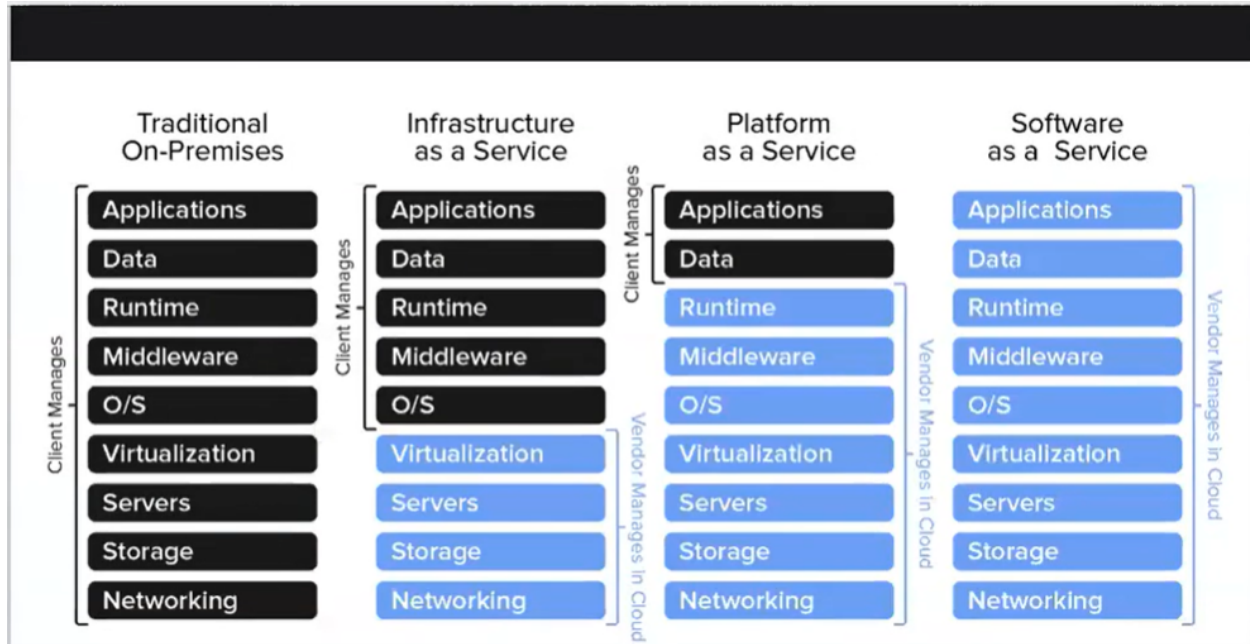 Traditional
On-Premises
Client Manages
Applications
Data
Runtime
Middleware
O/S
Virtualization
Servers
Storage
Networking
Infrastructure
as a Service
Client Manages
Applications
Data
Runtime
Middleware
O/S
Virtualization
Servers
Storage
Networking
Vendor Manages in Cloud
Platform
as a Service
Client Manages
Applications
Data
Runtime
Middleware
O/S
Virtualization
Servers
Storage
Networking
Vendor Manages in Cloud
Software
as a Service
Applications
Data
Runtime
Middleware
O/S
Virtualization
Servers
Storage
Networking
Vendor Manages in Cloud